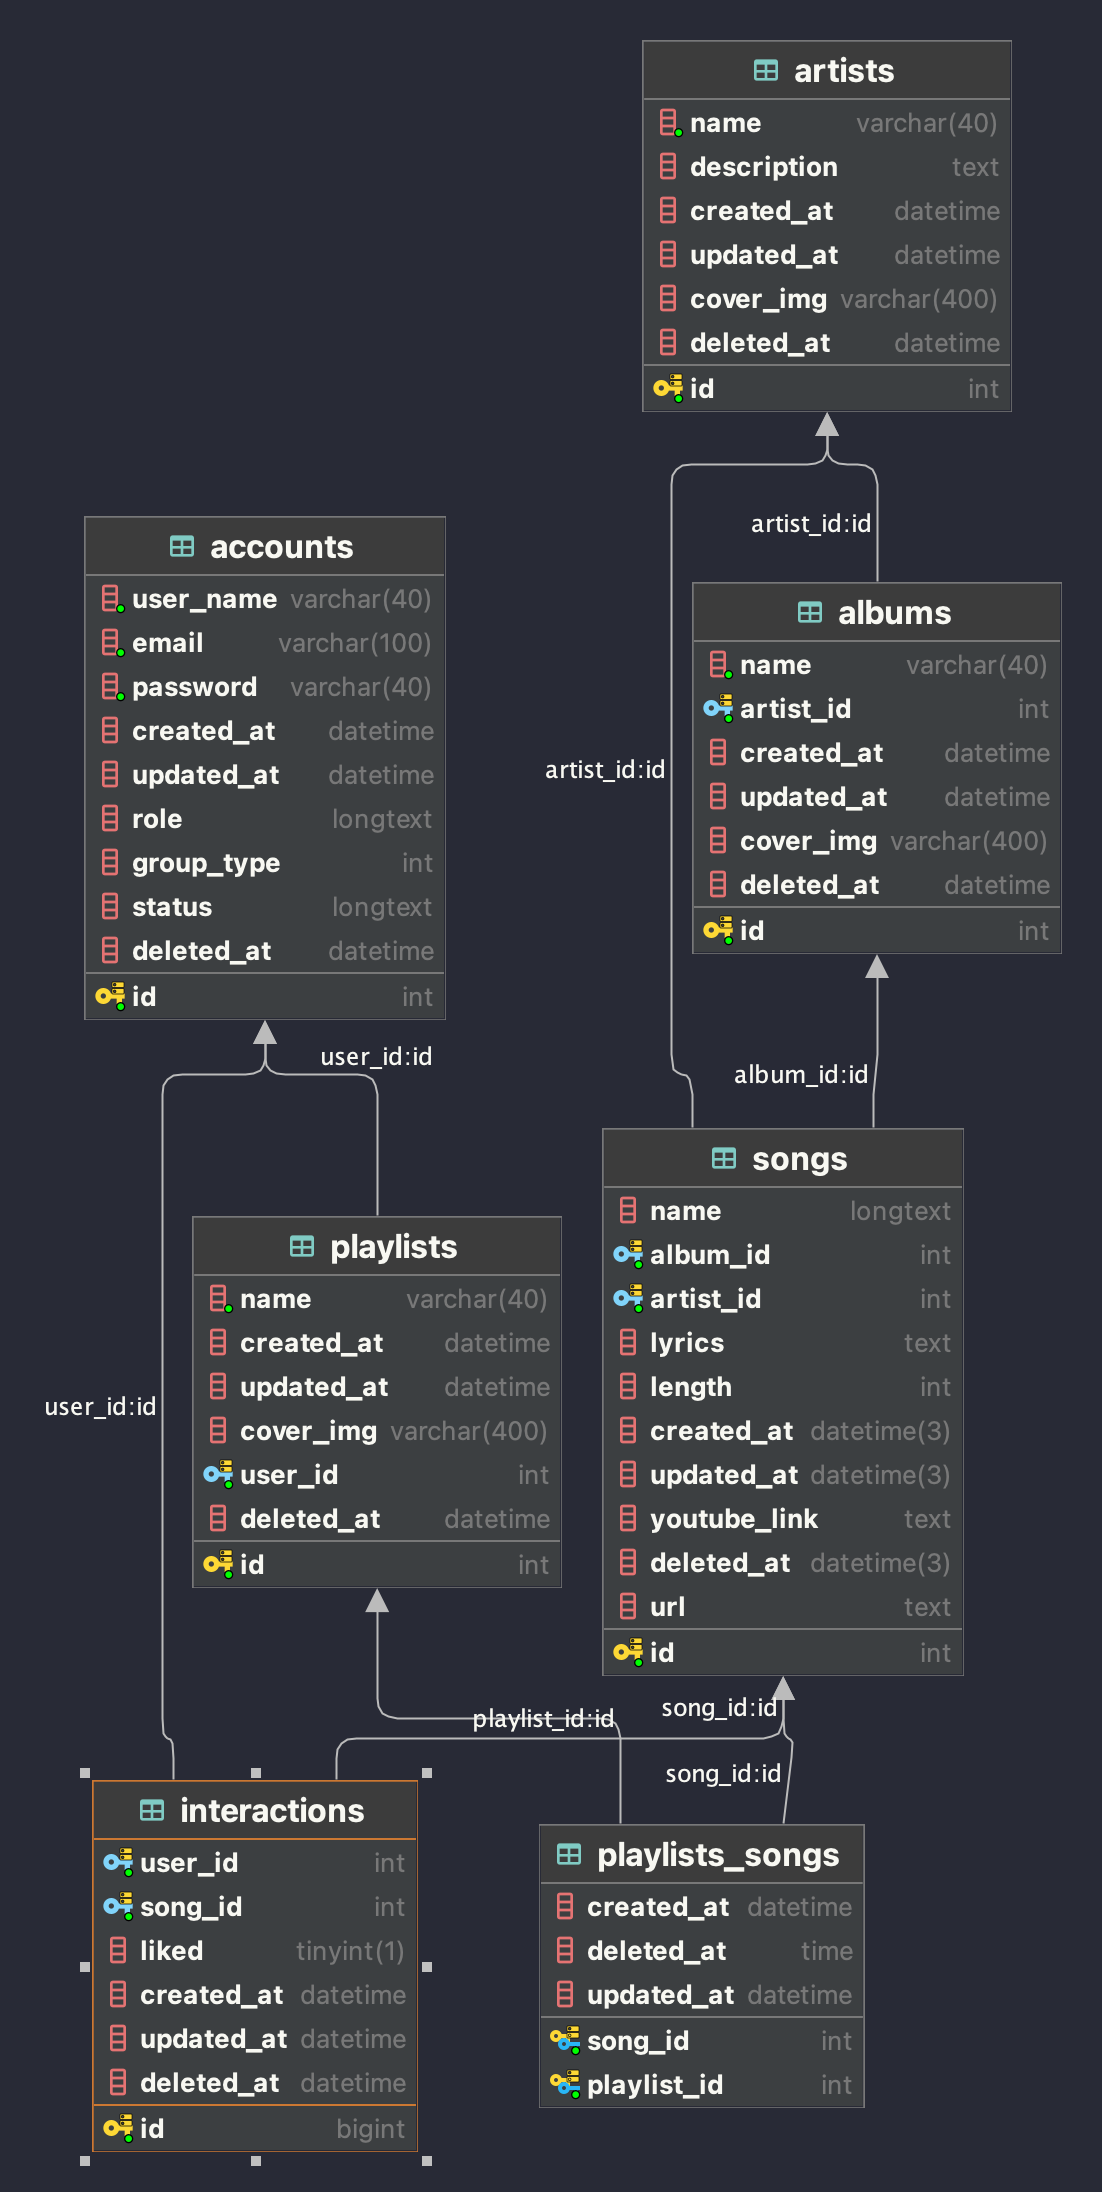 artists
name varchar(40)
description text
created_at datetime
updated_at datetime
cover_img varchar(400)
deleted_at datetime
id int
artist_id:id
artist_id:id
accounts
user_name varchar(40)
email varchar(100)
password varchar(40)
created_at datetime
updated_at datetime
role longtext
group_type int
status longtext
deleted_at datetime
id int
albums
name varchar(40)
artist_id int
created_at datetime
updated_at datetime
cover_img varchar(400)
deleted_at datetime
id int
user_id:id
album_id:id
user_id:id
playlists
name varchar(40)
created_at datetime
updated_at datetime
cover_img varchar(400)
user_id int
deleted_at datetime
id int
songs
name longtext
album_id int
artist_id int
lyrics text
length int
created_at datetime(3)
updated_at datetime(3)
youtube_link text
deleted_at datetime(3)
url text
id int
playlist_id:id
song_id:id
song_id:id
interactions
user_id int
song_id int
liked tinyint(1)
created_at datetime
updated_at datetime
deleted_at datetime
id bigint
playlists_songs
created_at datetime
deleted_at time
updated_at datetime
song_id int
playlist_id int